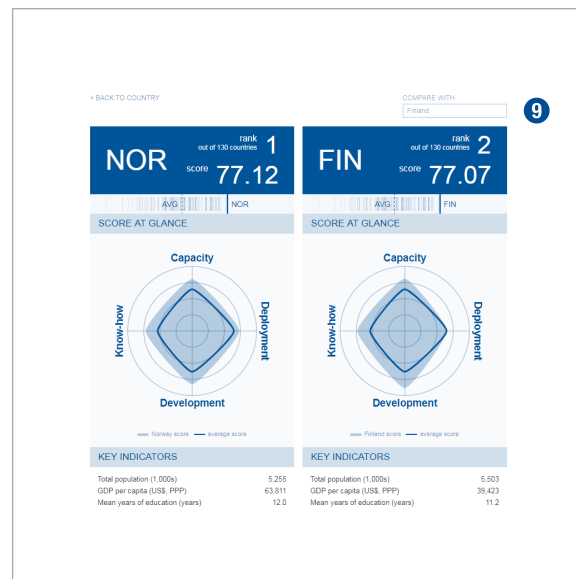 < BACK TO COUNTRY
COMPARE WITH
Finland
9
NOR
rank 1
out of 130 countries
score 77.12
AVG NOR
SCORE AT GLANCE
Capacity
Know-how
Deployment
Development
Norway score average score
KEY INDICATORS
Total population (1,000s) 5,255
GDP per capita (US$, PPP) 63,811
Mean years of education (years) 12.0
FIN
rank 2
out of 130 countries
score 77.07
AVG FIN
SCORE AT GLANCE
Capacity
Know-how
Deployment
Development
Finland score average score
KEY INDICATORS
Total population (1,000s) 5,503
GDP per capita (US$, PPP) 39,423
Mean years of education (years) 11.2